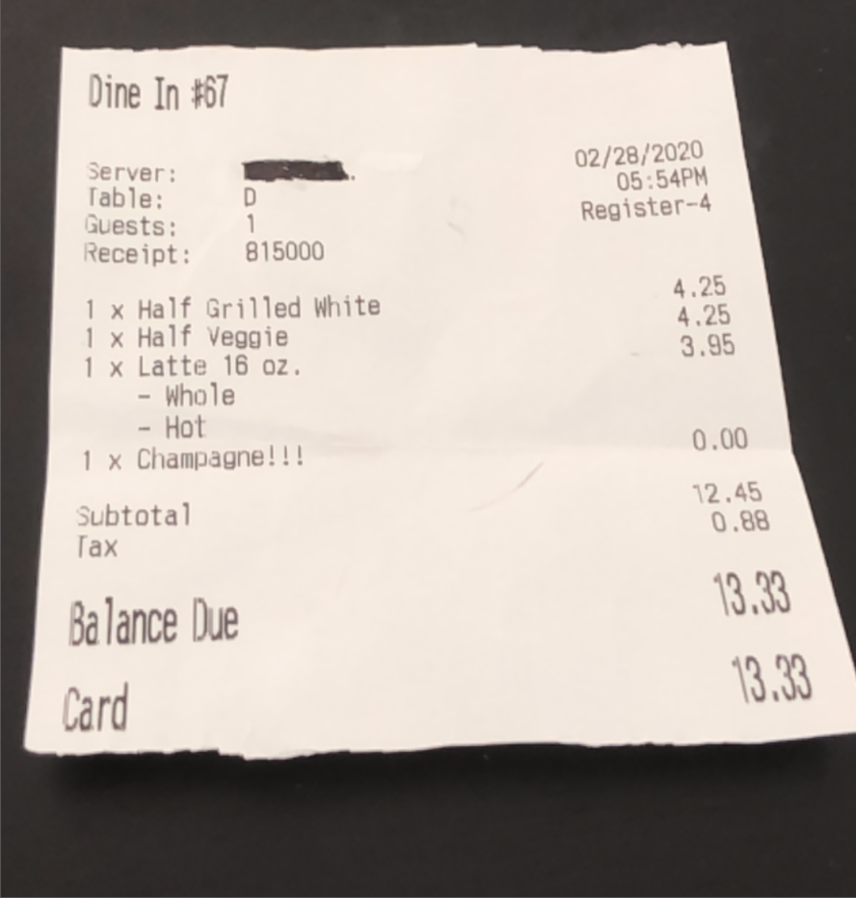 Dine In #67
Server: .
02/28/2020
Table: D
05:54PM
Guests: 1
Register-4
Receipt: 815000
1 x Half Grilled White 4.25
1 x Half Veggie 4.25
1 x Latte 16 oz. 3.95
- Whole
- Hot
1 x Champagne!!! 0.00
Subtotal 12.45
Tax 0.88
Balance Due 13.33
Card 13.33